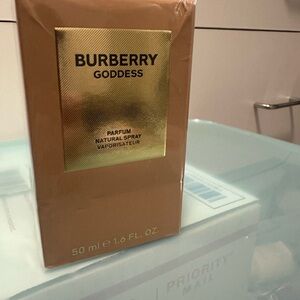 BURBERRY
GODDESS
PARFUM
NATURAL SPRAY
VAPORISATEUR
50 ml ℮ 1.6 FL. OZ
PRIORITY
MAIL